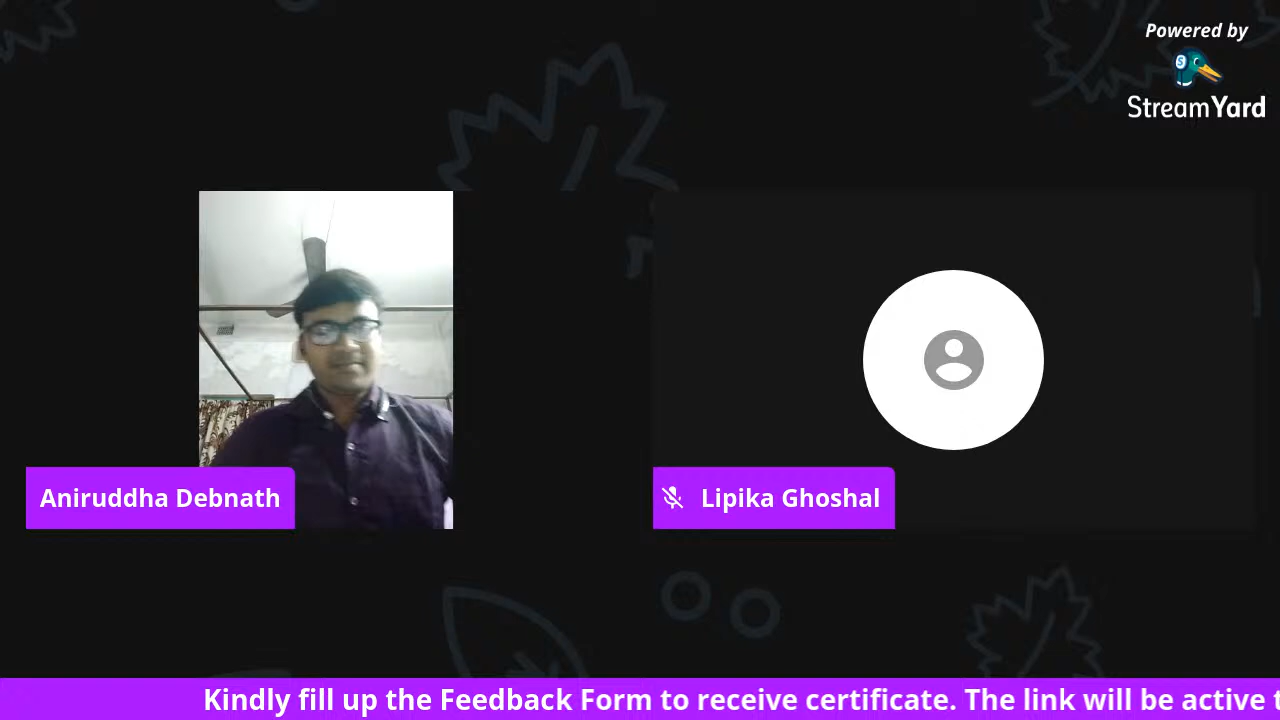 Powered by
StreamYard
Aniruddha Debnath
Lipika Ghoshal
Kindly fill up the Feedback Form to receive certificate. The link will be active